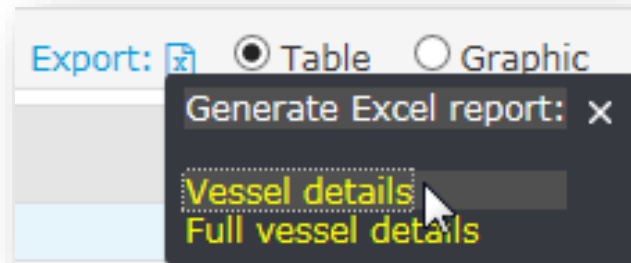 Export: Table Graphic
Generate Excel report: ×
Vessel details
Full vessel details